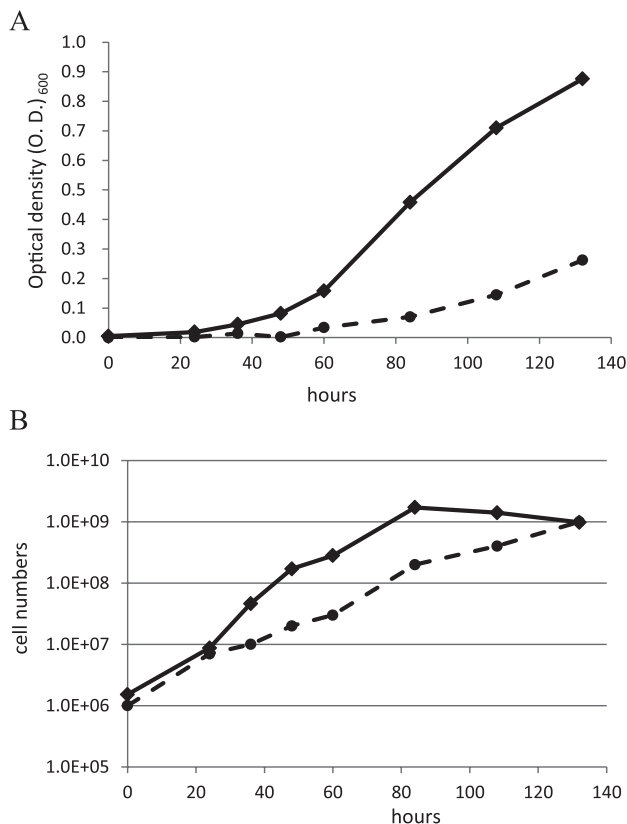 A
Optical density (O. D.)600
1.0
0.9
0.8
0.7
0.6
0.5
0.4
0.3
0.2
0.1
0.0
0 20 40 60 80 100 120 140
hours
B
cell numbers
1.0E+10
1.0E+09
1.0E+08
1.0E+07
1.0E+06
1.0E+05
0 20 40 60 80 100 120 140
hours